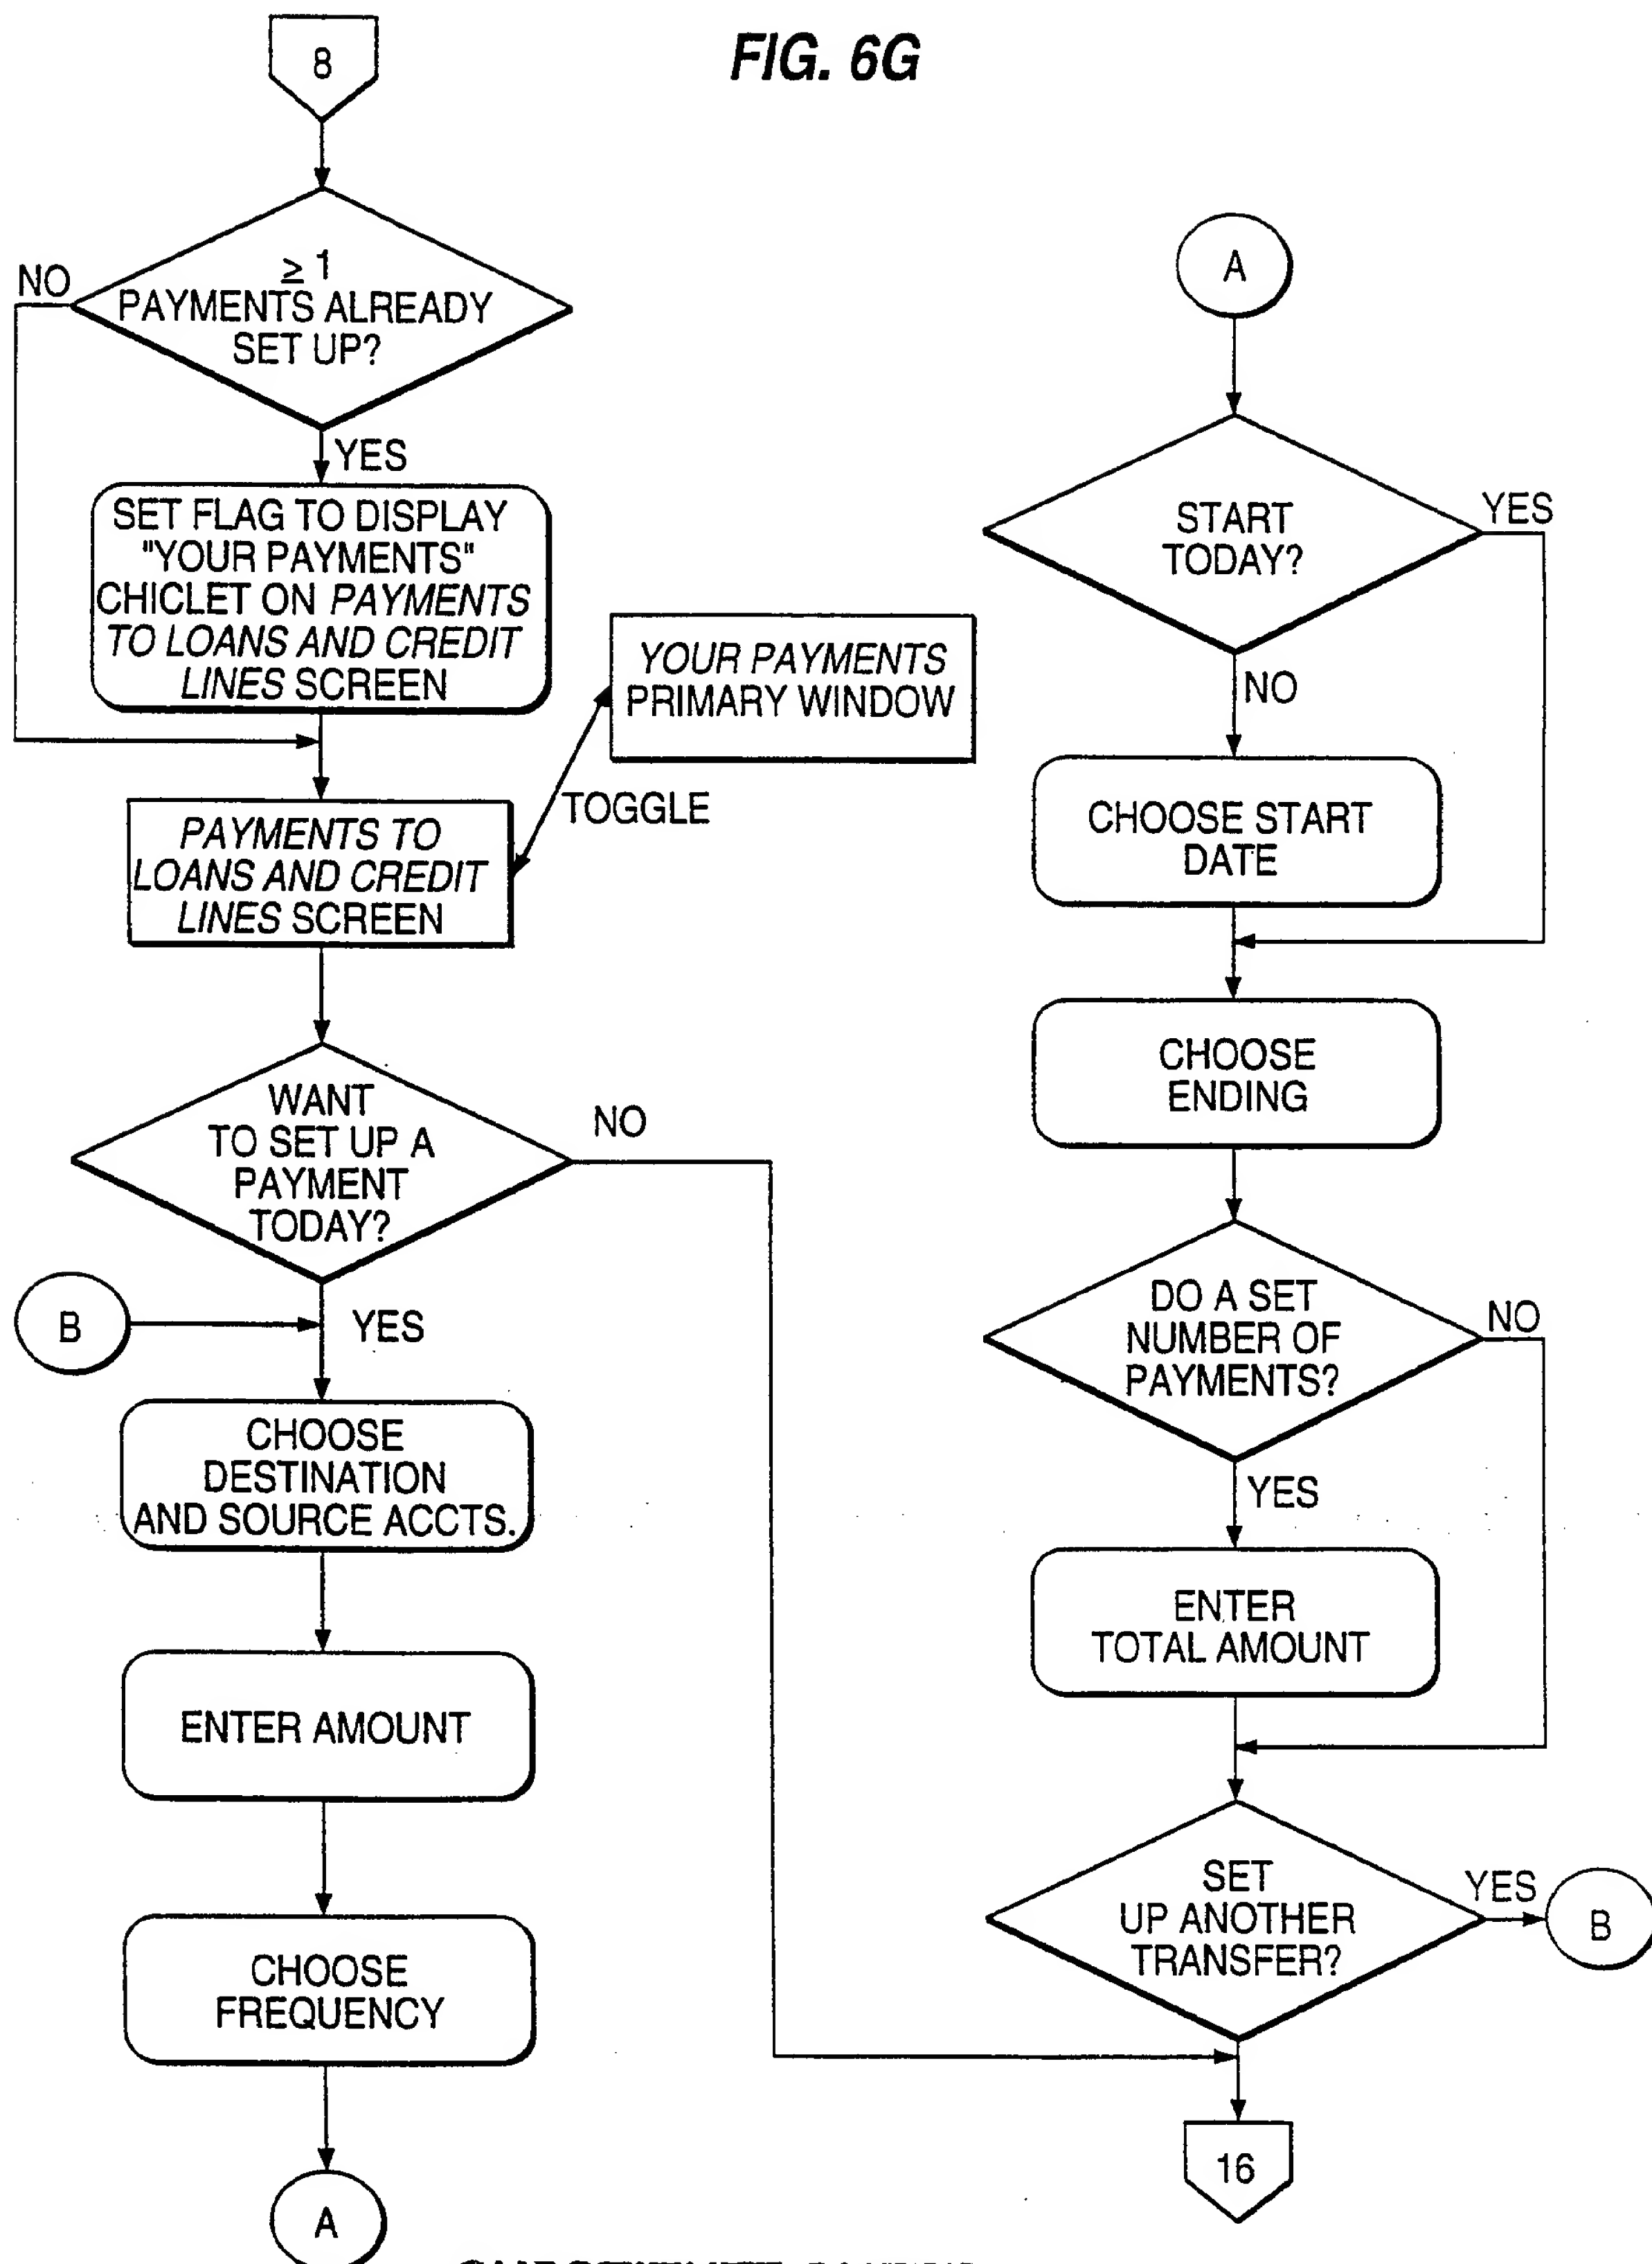 FIG. 6G
8
≥ 1
PAYMENTS ALREADY
SET UP?
NO
YES
SET FLAG TO DISPLAY
"YOUR PAYMENTS"
CHICLET ON PAYMENTS
TO LOANS AND CREDIT
LINES SCREEN
YOUR PAYMENTS
PRIMARY WINDOW
TOGGLE
PAYMENTS TO
LOANS AND CREDIT
LINES SCREEN
WANT
TO SET UP A
PAYMENT
TODAY?
NO
B
YES
CHOOSE
DESTINATION
AND SOURCE ACCTS.
ENTER AMOUNT
CHOOSE
FREQUENCY
A
A
START
TODAY?
YES
NO
CHOOSE START
DATE
CHOOSE
ENDING
DO A SET
NUMBER OF
PAYMENTS?
NO
YES
ENTER
TOTAL AMOUNT
SET
UP ANOTHER
TRANSFER?
YES
B
16